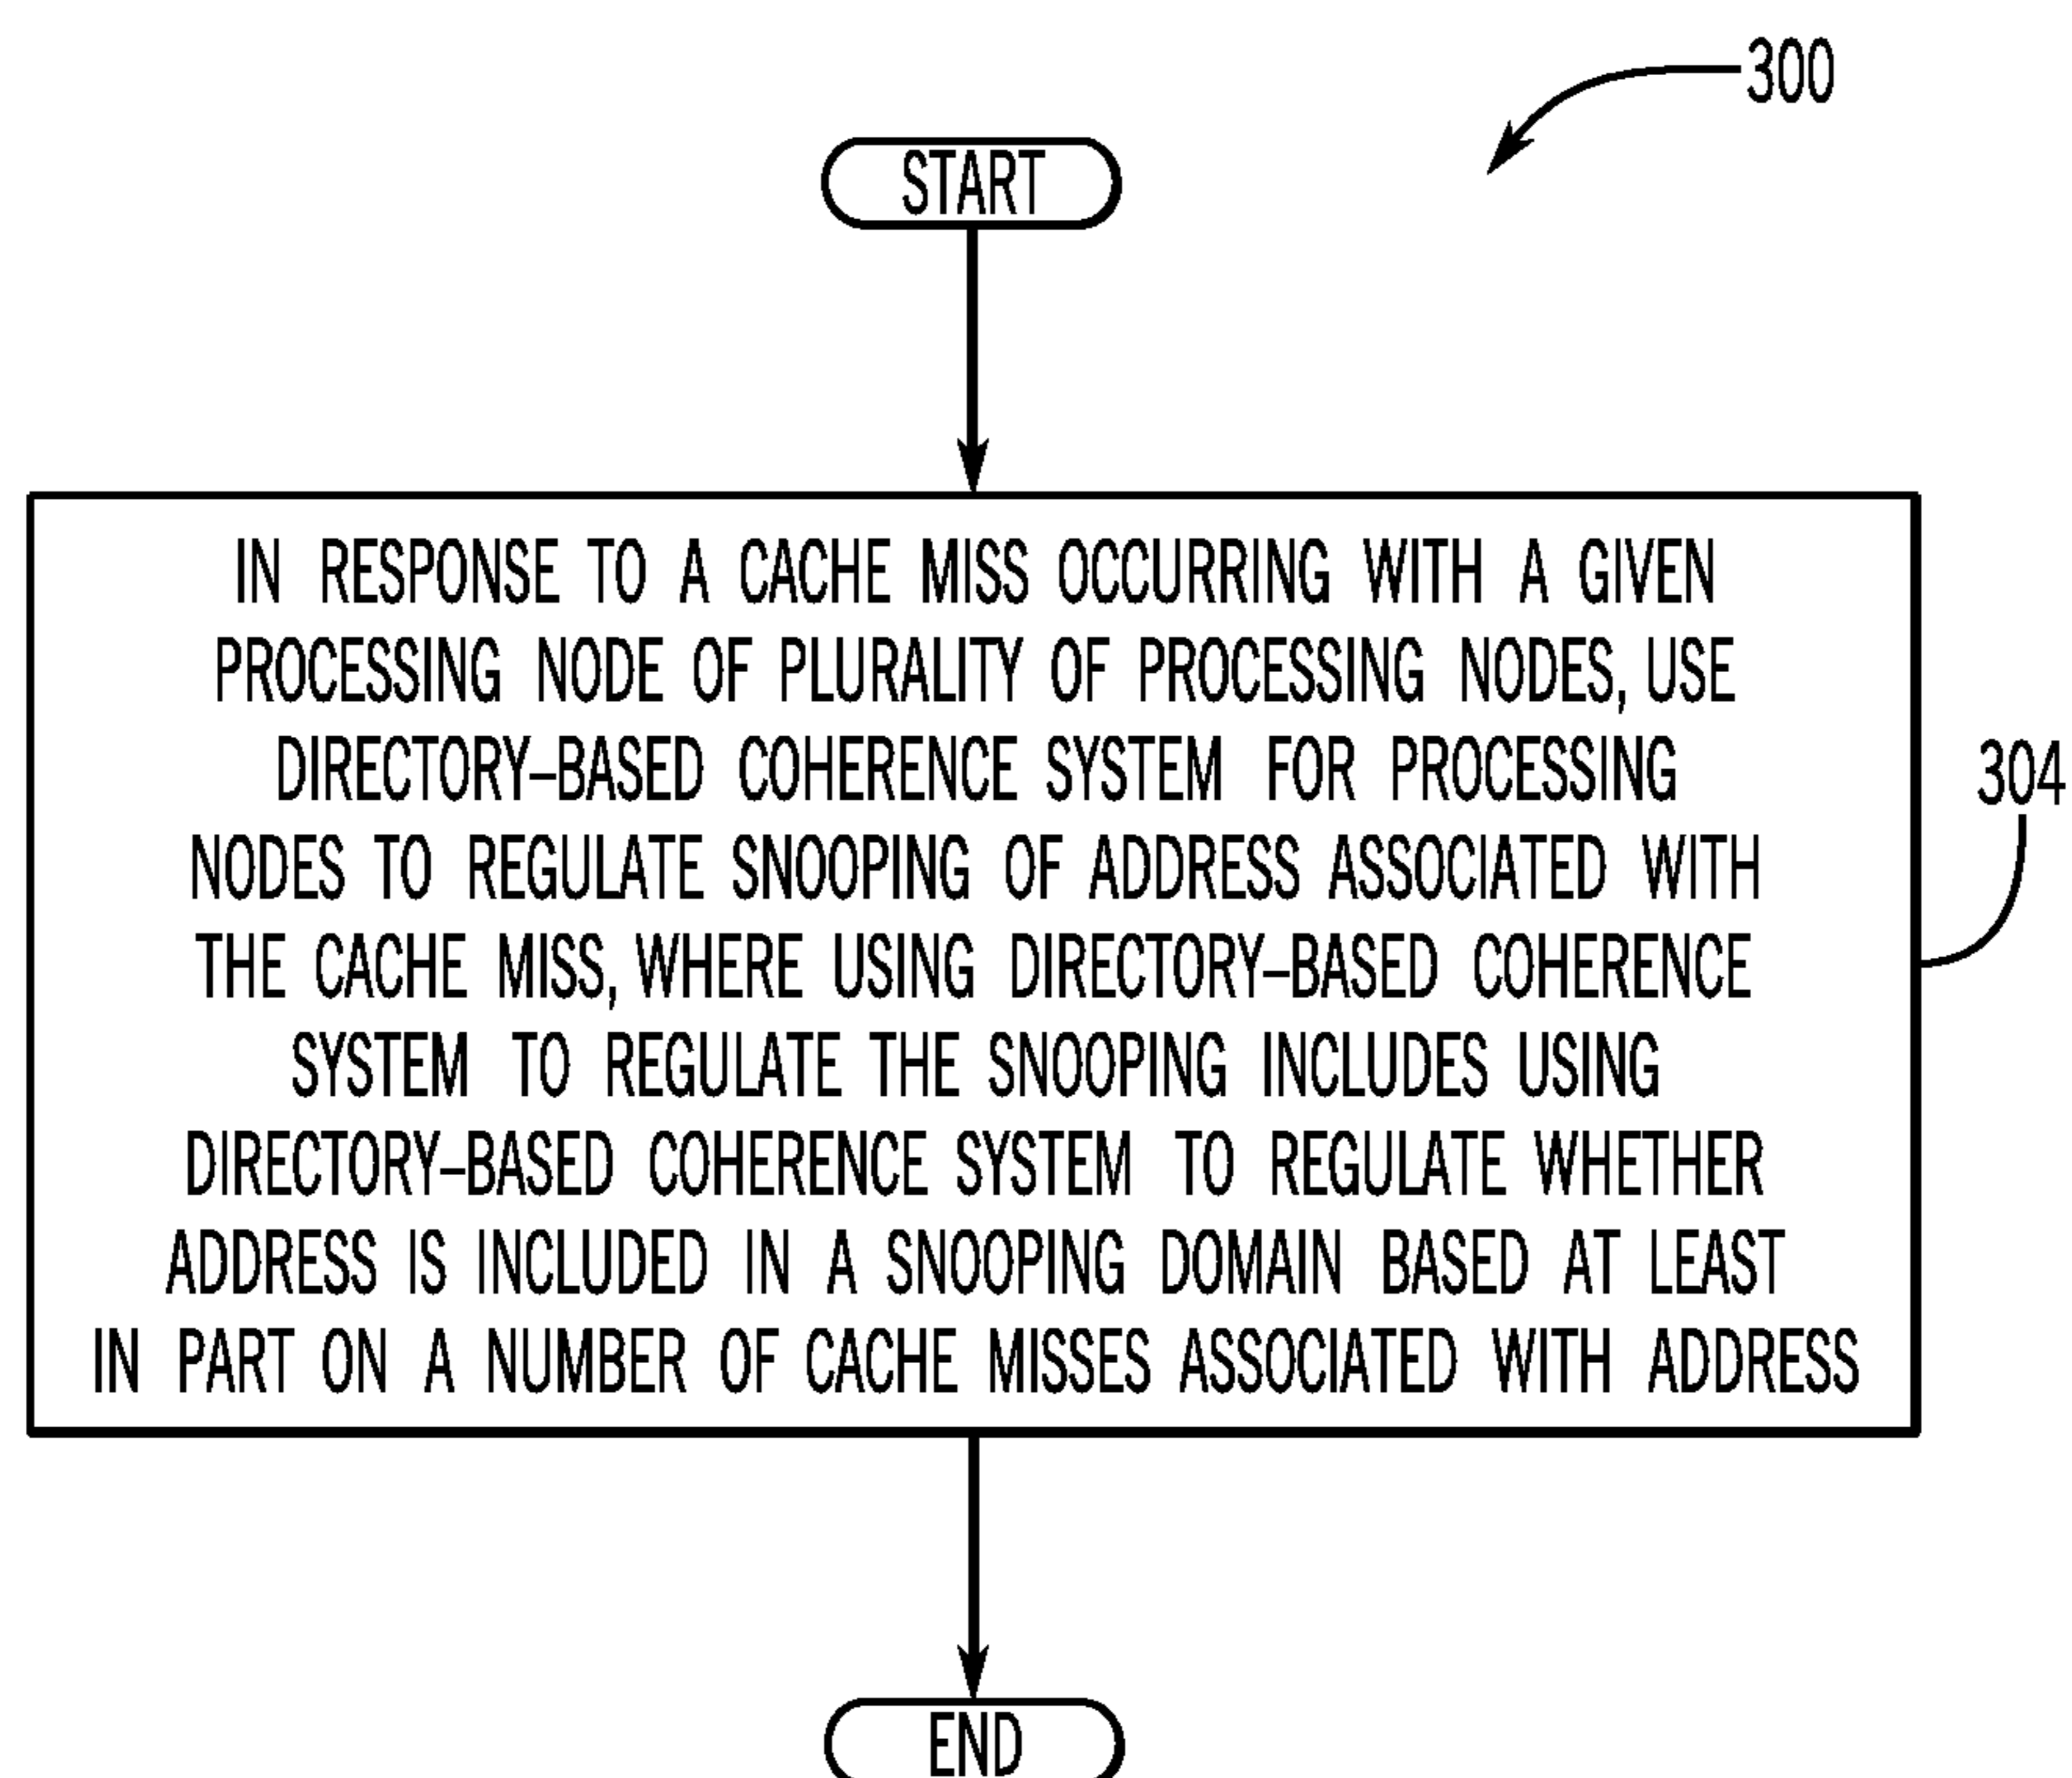 300
START
IN RESPONSE TO A CACHE MISS OCCURRING WITH A GIVEN
PROCESSING NODE OF PLURALITY OF PROCESSING NODES, USE
DIRECTORY-BASED COHERENCE SYSTEM FOR PROCESSING
NODES TO REGULATE SNOOPING OF ADDRESS ASSOCIATED WITH
THE CACHE MISS, WHERE USING DIRECTORY-BASED COHERENCE
SYSTEM TO REGULATE THE SNOOPING INCLUDES USING
DIRECTORY-BASED COHERENCE SYSTEM TO REGULATE WHETHER
ADDRESS IS INCLUDED IN A SNOOPING DOMAIN BASED AT LEAST
IN PART ON A NUMBER OF CACHE MISSES ASSOCIATED WITH ADDRESS
304
END